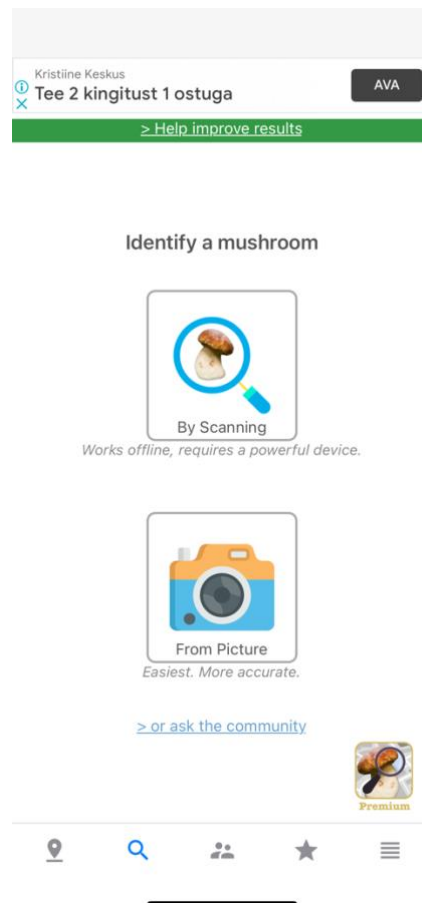 Kristiine Keskus
Tee 2 kingitust 1 ostuga
AVA
> Help improve results
Identify a mushroom
By Scanning
Works offline, requires a powerful device.
From Picture
Easiest. More accurate.
> or ask the community
Premium